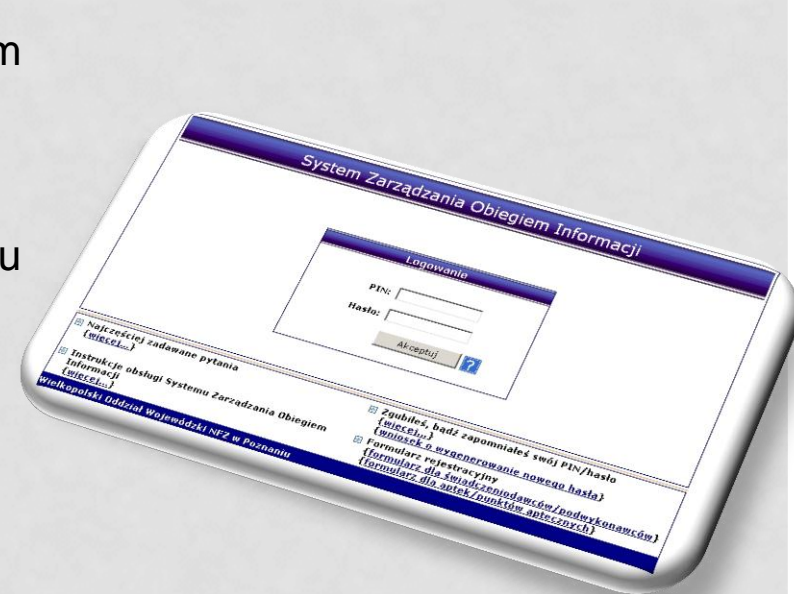 m
u
System Zarządzania Obiegiem Informacji
Logowanie
PIN:
Hasło:
Akceptuj
?
Najczęściej zadawane pytania
{więcej...}
Instrukcje obsługi Systemu Zarządzania Obiegiem
Informacji
{więcej...}
Zgubiłeś, bądź zapomniałeś swój PIN/hasło
{więcej...}
{wniosek o wygenerowanie nowego hasła}
Formularz rejestracyjny
{formularz dla świadczeniodawców/podwykonawców}
{formularz dla aptek/punktów aptecznych}
Wielkopolski Oddział Wojewódzki NFZ w Poznaniu